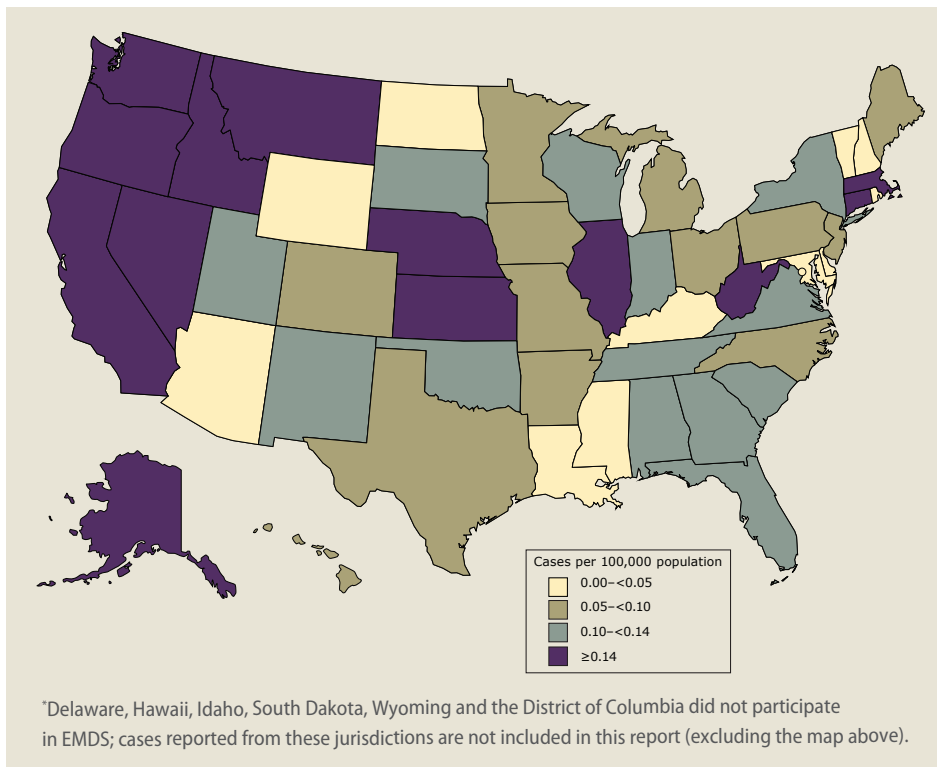 Cases per 100,000 population
0.00–<0.05
0.05–<0.10
0.10–<0.14
≥0.14
*Delaware, Hawaii, Idaho, South Dakota, Wyoming and the District of Columbia did not participate
in EMDS; cases reported from these jurisdictions are not included in this report (excluding the map above).